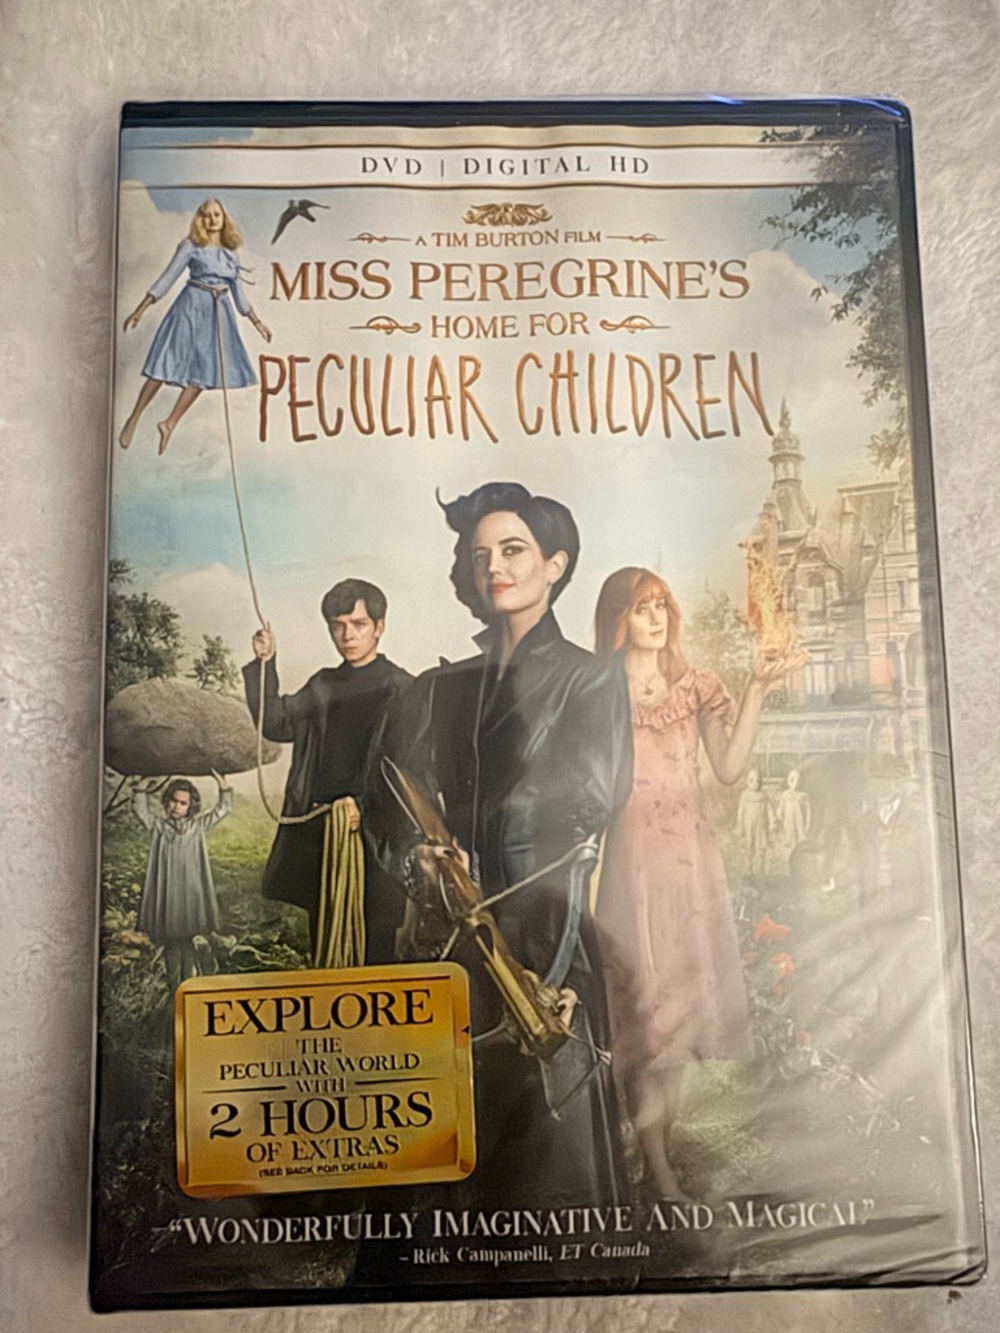 DVD | DIGITAL HD
A TIM BURTON FILM
MISS PEREGRINE'S
HOME FOR
PECULIAR CHILDREN
EXPLORE
THE
PECULIAR WORLD
WITH
2 HOURS
OF EXTRAS
(SEE BACK FOR DETAILS)
"WONDERFULLY IMAGINATIVE AND MAGICAL"
– Rick Campanelli, ET Canada